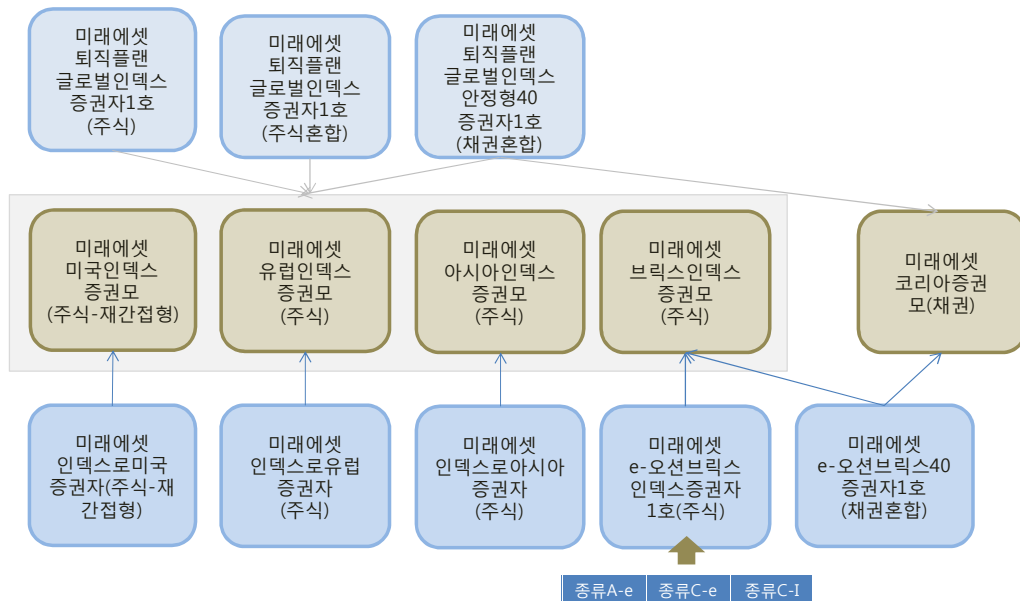 미래에셋
퇴직플랜
글로벌인덱스
증권자1호
(주식)
미래에셋
퇴직플랜
글로벌인덱스
증권자1호
(주식혼합)
미래에셋
퇴직플랜
글로벌인덱스
안정형40
증권자1호
(채권혼합)
미래에셋
미국인덱스
증권모
(주식-재간접형)
미래에셋
유럽인덱스
증권모
(주식)
미래에셋
아시아인덱스
증권모
(주식)
미래에셋
브릭스인덱스
증권모
(주식)
미래에셋
코리아증권
모(채권)
미래에셋
인덱스로미국
증권자(주식-재
간접형)
미래에셋
인덱스로유럽
증권자
(주식)
미래에셋
인덱스로아시아
증권자
(주식)
미래에셋
e-오션브릭스
인덱스증권자
1호(주식)
미래에셋
e-오션브릭스40
증권자1호
(채권혼합)
종류A-e 종류C-e 종류C-I